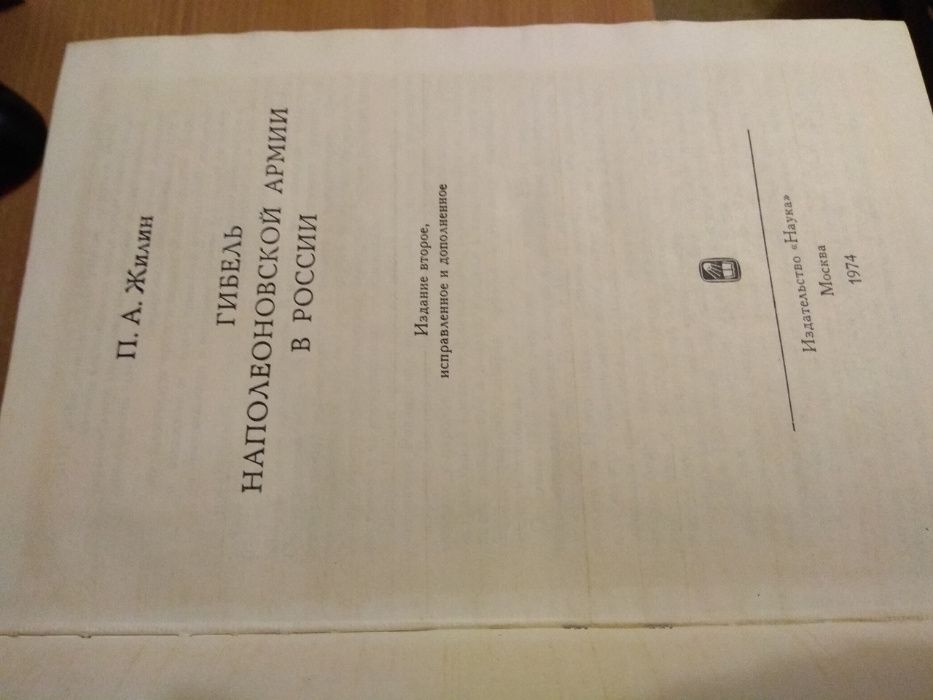 П. А. Жилин
ГИБЕЛЬ
НАПОЛЕОНОВСКОЙ АРМИИ
В РОССИИ
Издание второе,
исправленное и дополненное
Издательство «Наука»
Москва
1974